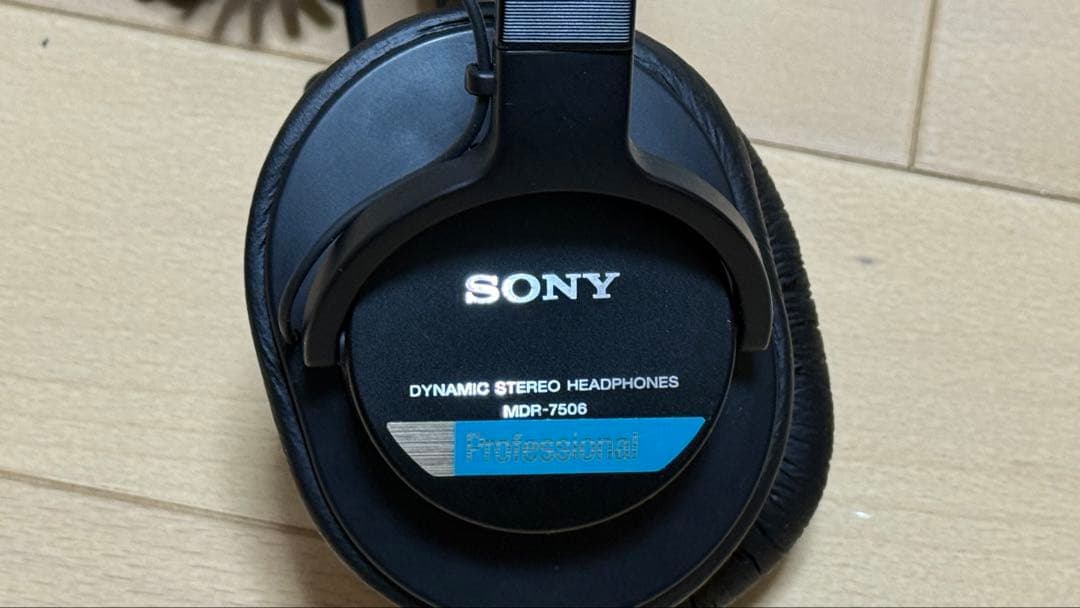 SONY
DYNAMIC STEREO HEADPHONES
MDR-7506
Professional